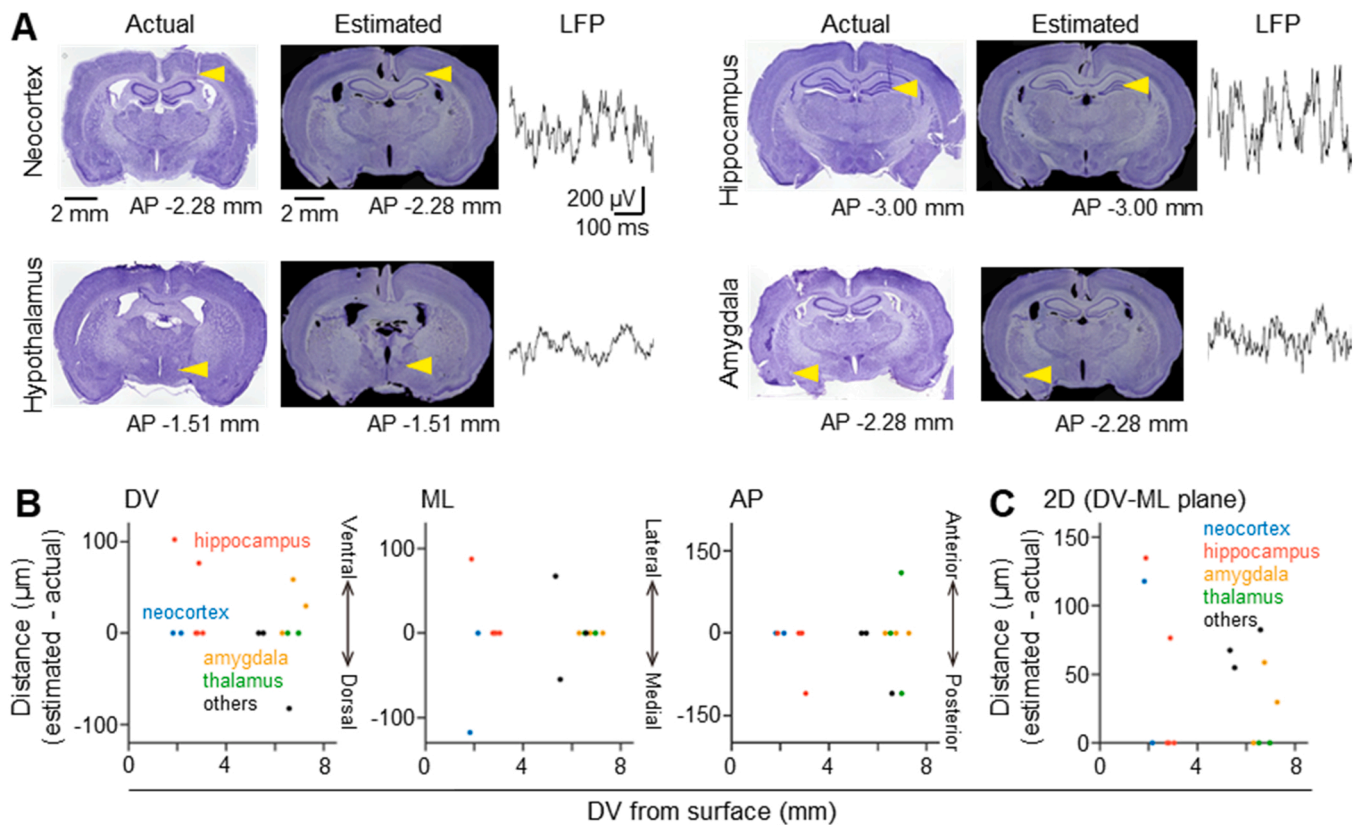 A
Actual Estimated LFP
Neocortex
2 mm AP -2.28 mm
2 mm AP -2.28 mm
200 µV
100 ms
Actual Estimated LFP
Hippocampus
AP -3.00 mm AP -3.00 mm
Hypothalamus
AP -1.51 mm AP -1.51 mm
Amygdala
AP -2.28 mm AP -2.28 mm
B
DV
Distance (µm)
(estimated - actual)
100
0
-100
hippocampus
neocortex
amygdala
thalamus
others
Ventral
Dorsal
0 4 8
ML
100
0
-100
Lateral
Medial
0 4 8
AP
150
0
-150
Anterior
Posterior
0 4 8
C
2D (DV-ML plane)
Distance (µm)
(estimated - actual)
150
100
50
0
neocortex
hippocampus
amygdala
thalamus
others
0 4 8
DV from surface (mm)